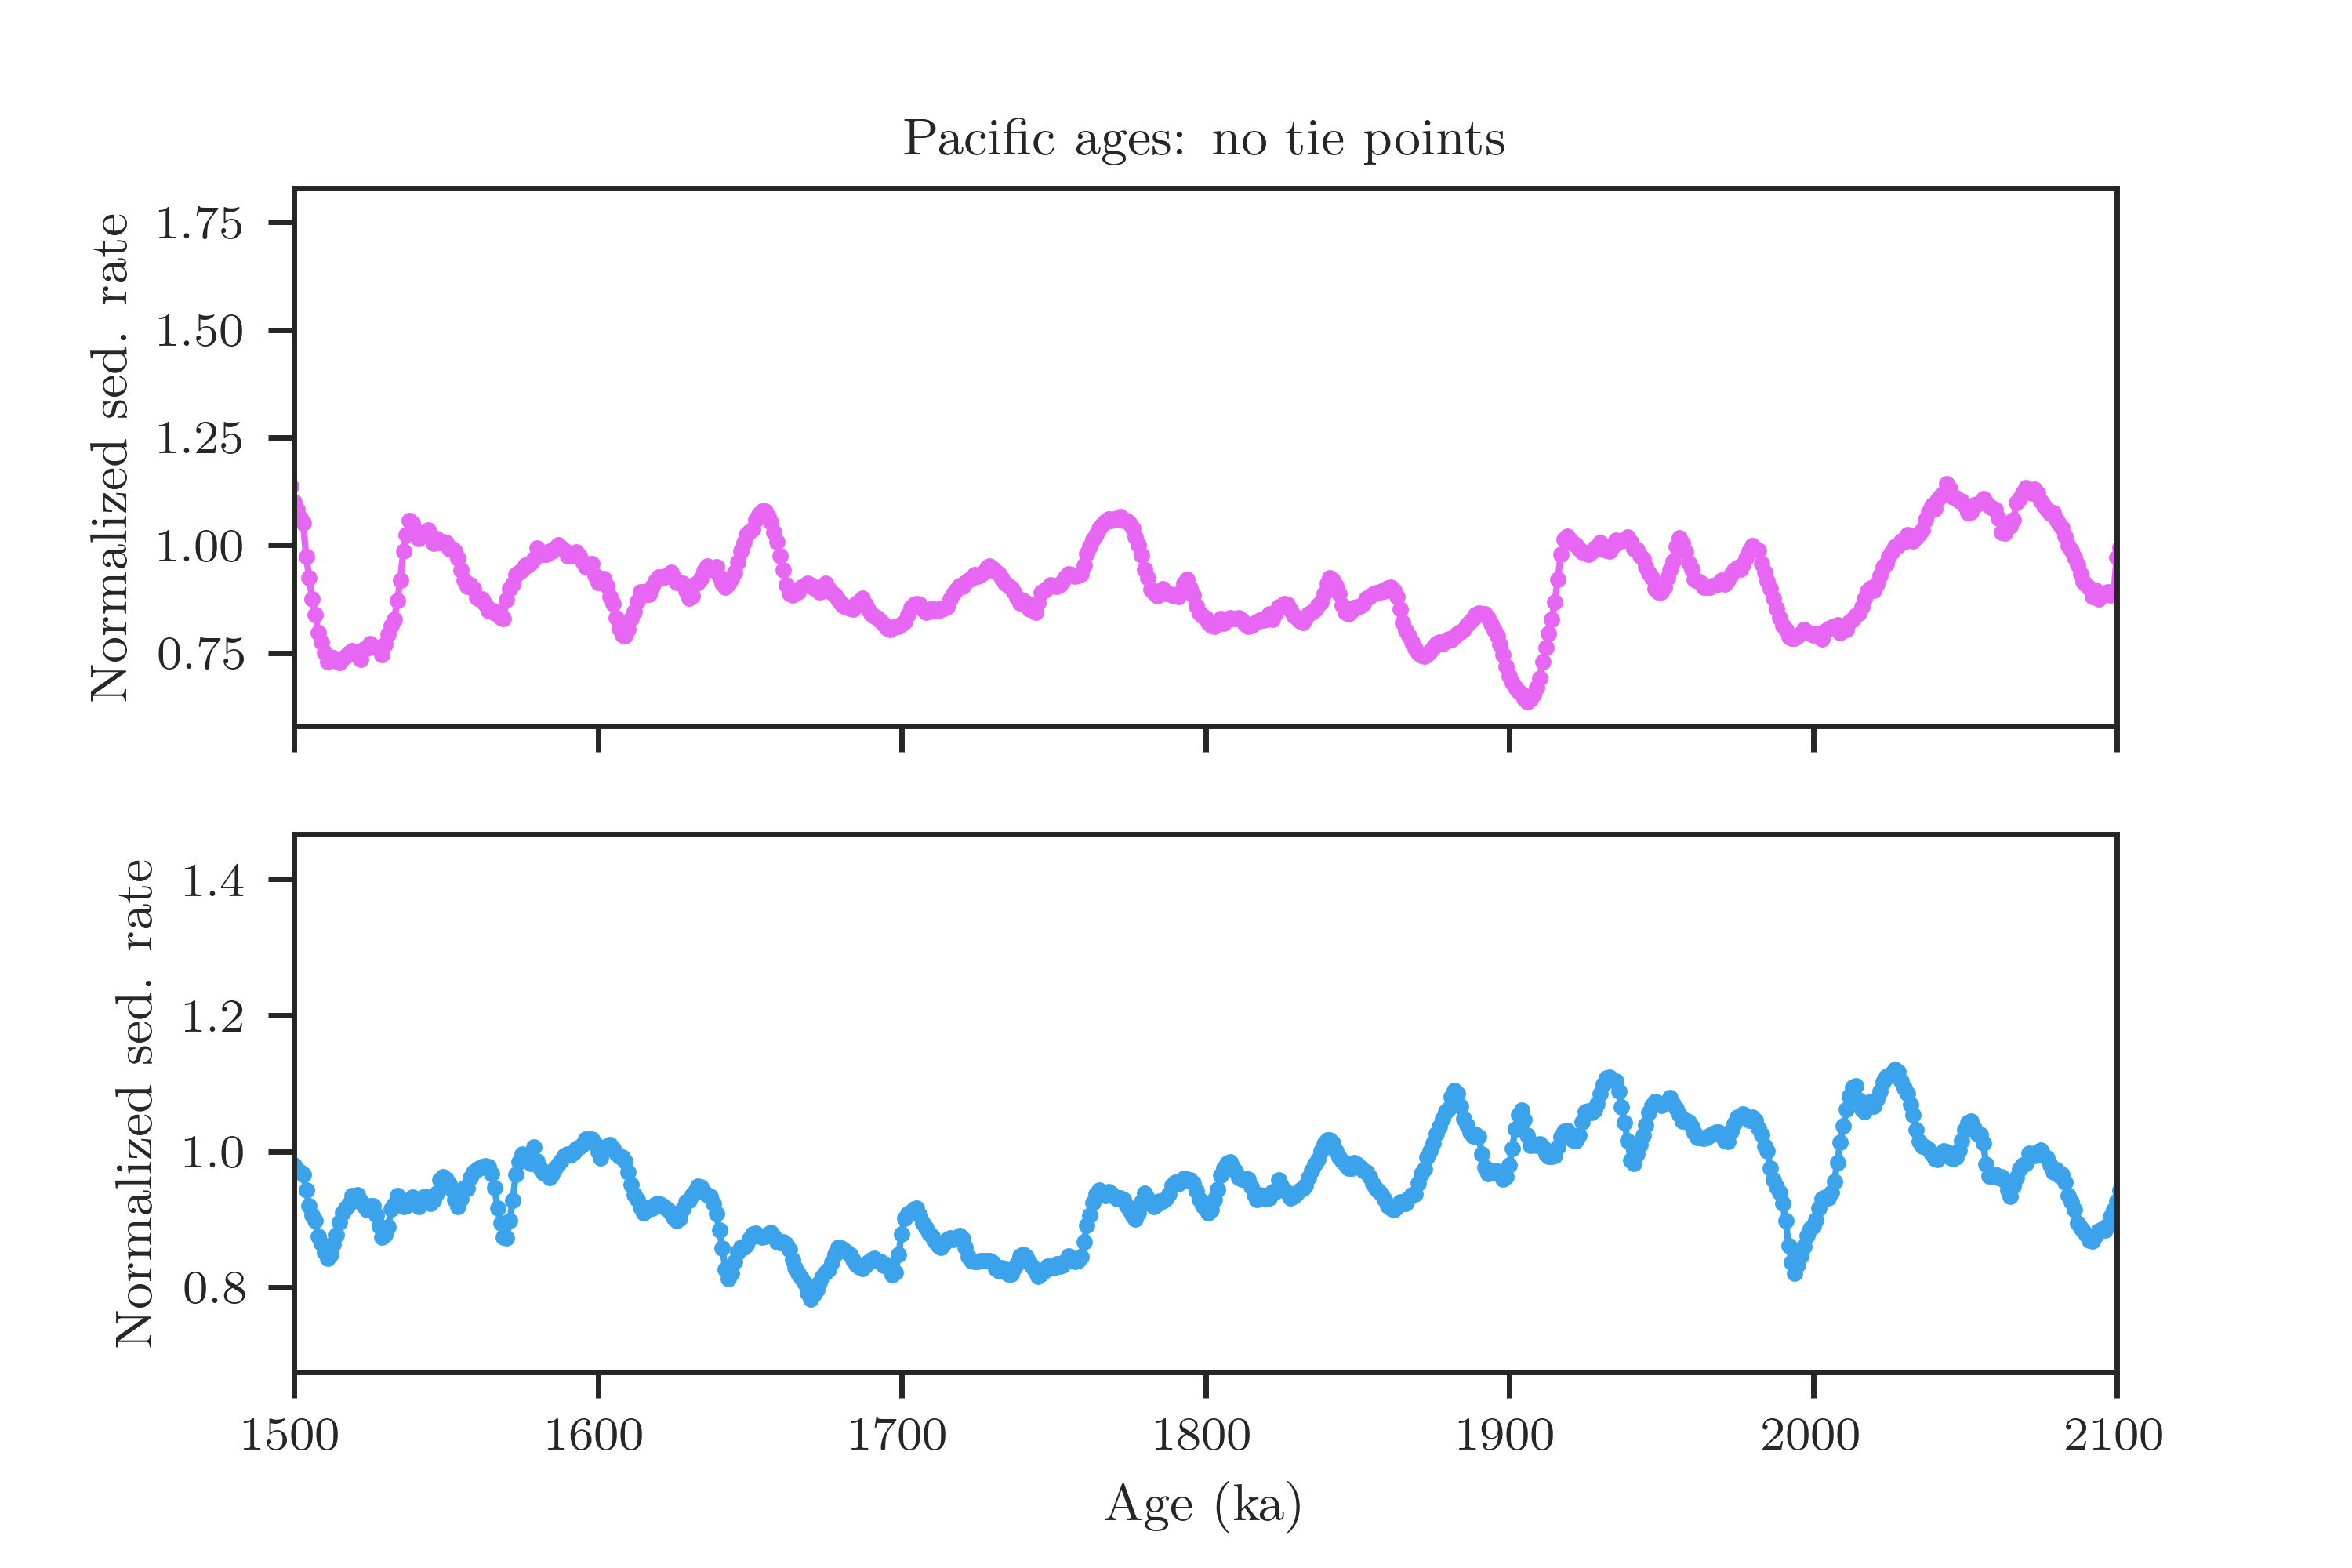 Pacific ages: no tie points
Normalized sed. rate
1.75
1.50
1.25
1.00
0.75
Normalized sed. rate
1.4
1.2
1.0
0.8
1500 1600 1700 1800 1900 2000 2100
Age (ka)